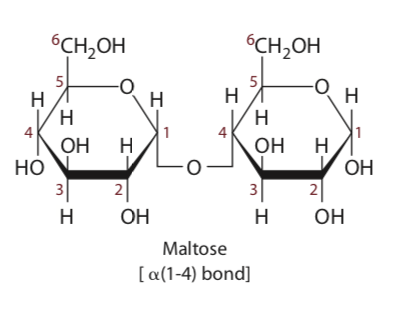 6CH2OH 6CH2OH
5 O 5 O
H H H H
H H
4 OH H 1 4 OH H 1
HO O OH
3 2 3 2
H OH H OH
Maltose
[ α(1-4) bond]